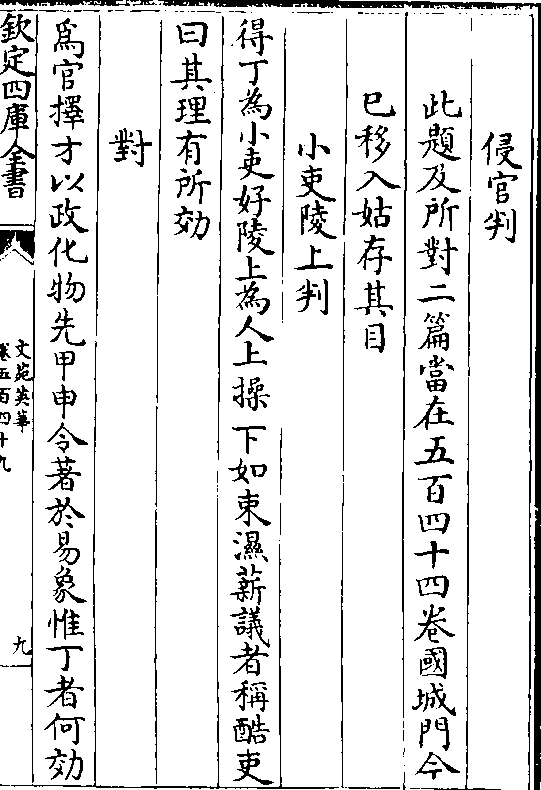 侵官判
此題及所對二篇當在五百四十四卷國城門今
已移入姑存其目
小吏陵上判
得丁為小吏好陵上為人上操下如束濕薪議者稱酷吏
曰其理有所効
對
為官擇才以政化物先甲申令著於易象惟丁者何効
欽定四庫全書
文苑英華
卷五百四十九
九